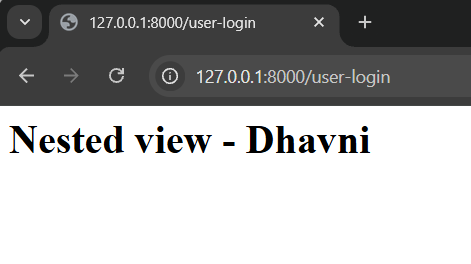 127.0.0.1:8000/user-login
127.0.0.1:8000/user-login
Nested view - Dhavni